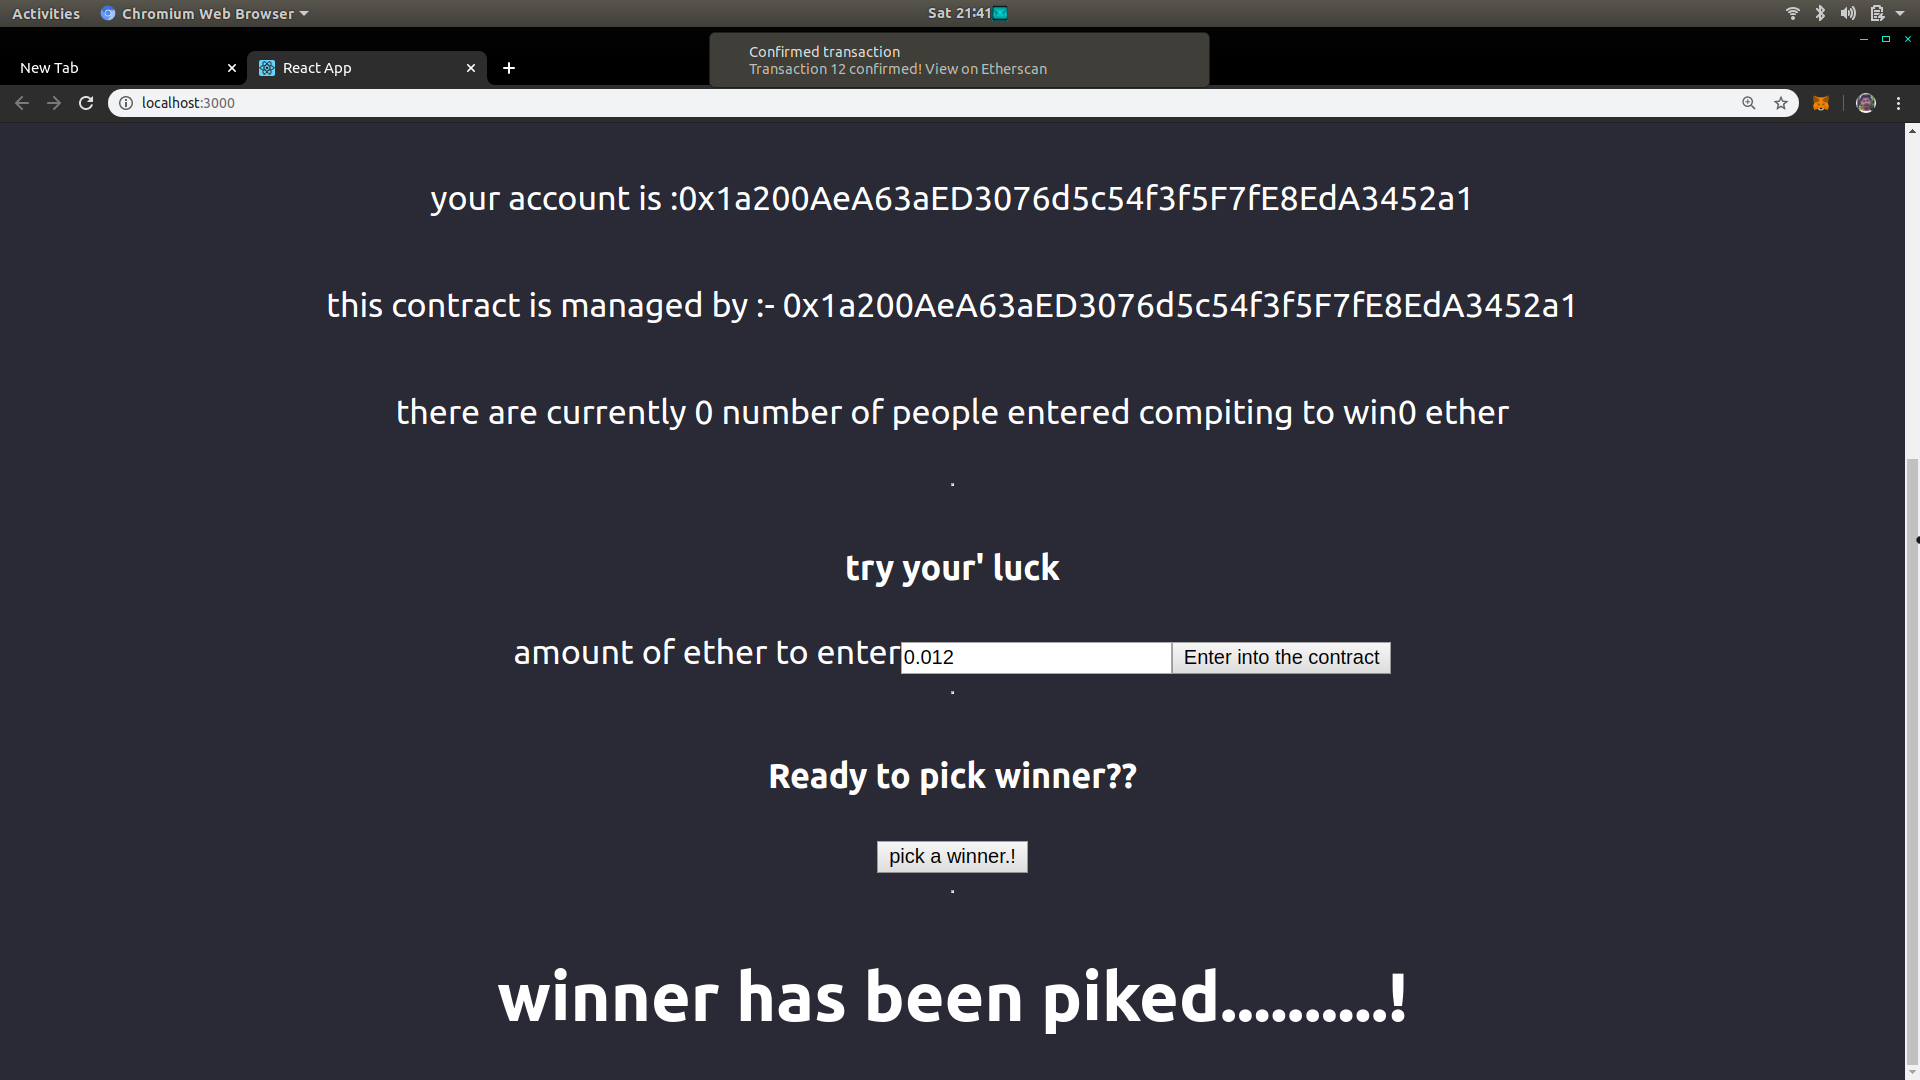 Activities Chromium Web Browser Sat 21:41
Confirmed transaction
Transaction 12 confirmed! View on Etherscan
New Tab React App
localhost:3000
your account is :0x1a200AeA63aED3076d5c54f3f5F7fE8EdA3452a1
this contract is managed by :- 0x1a200AeA63aED3076d5c54f3f5F7fE8EdA3452a1
there are currently 0 number of people entered compiting to win0 ether
try your' luck
amount of ether to enter 0.012 Enter into the contract
Ready to pick winner??
pick a winner.!
winner has been piked..........!